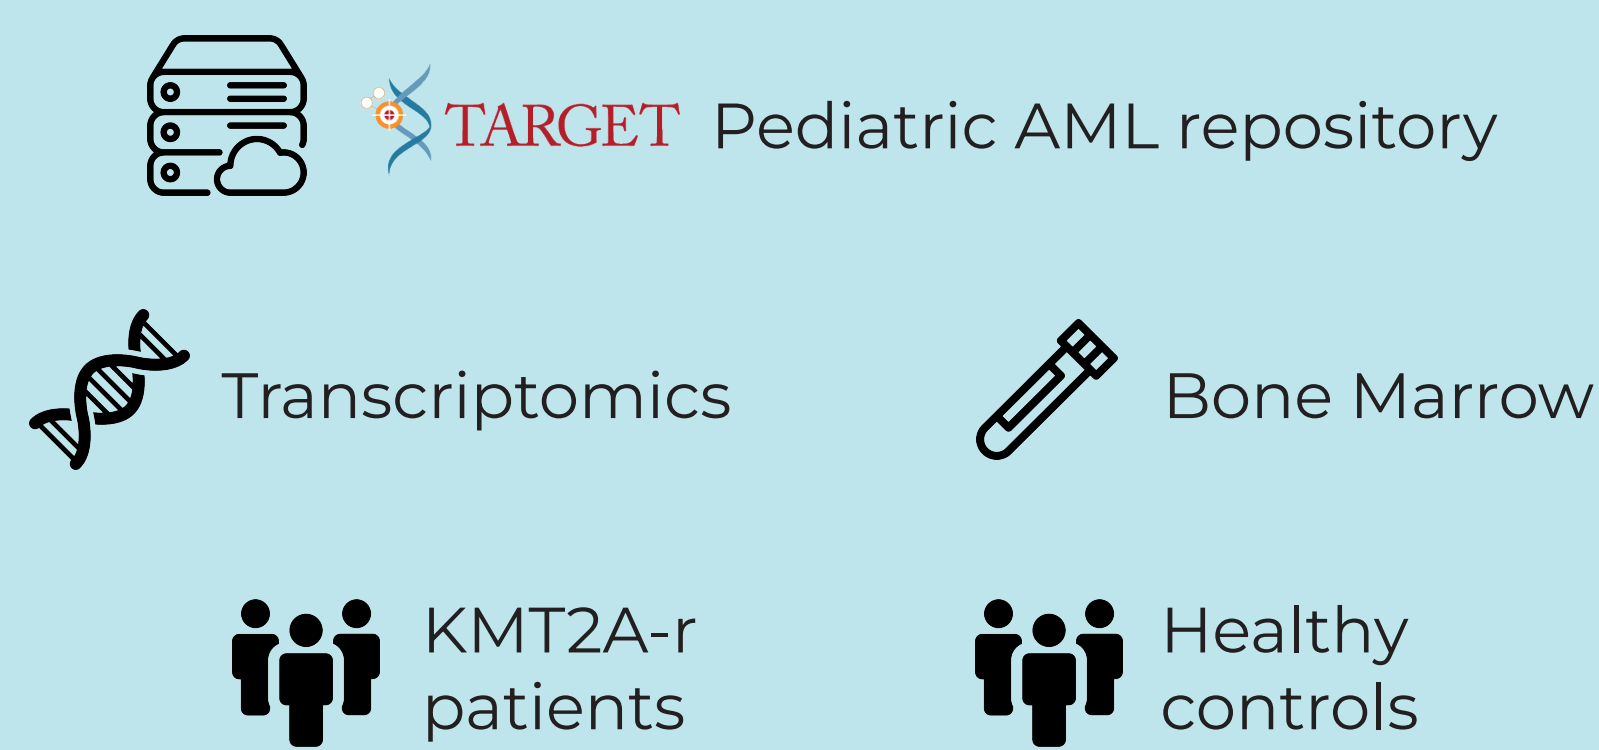 TARGET Pediatric AML repository
Transcriptomics
Bone Marrow
KMT2A-r
patients
Healthy
controls